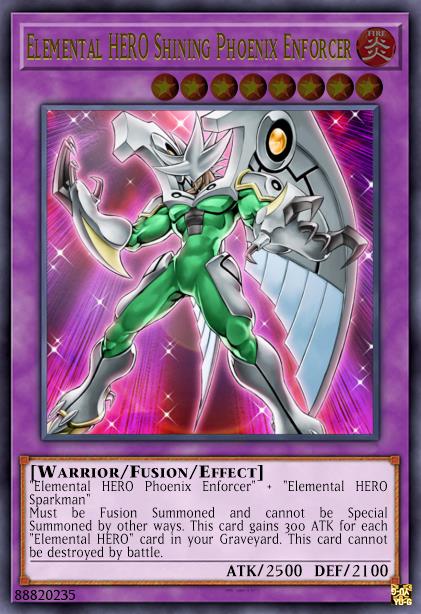 Elemental HERO Shining Phoenix Enforcer
FIRE
炎
[Warrior/Fusion/Effect]
"Elemental HERO Phoenix Enforcer" + "Elemental HERO
Sparkman"
Must be Fusion Summoned and cannot be Special
Summoned by other ways. This card gains 300 ATK for each
"Elemental HERO" card in your Graveyard. This card cannot
be destroyed by battle.
ATK/2500 DEF/2100
88820235